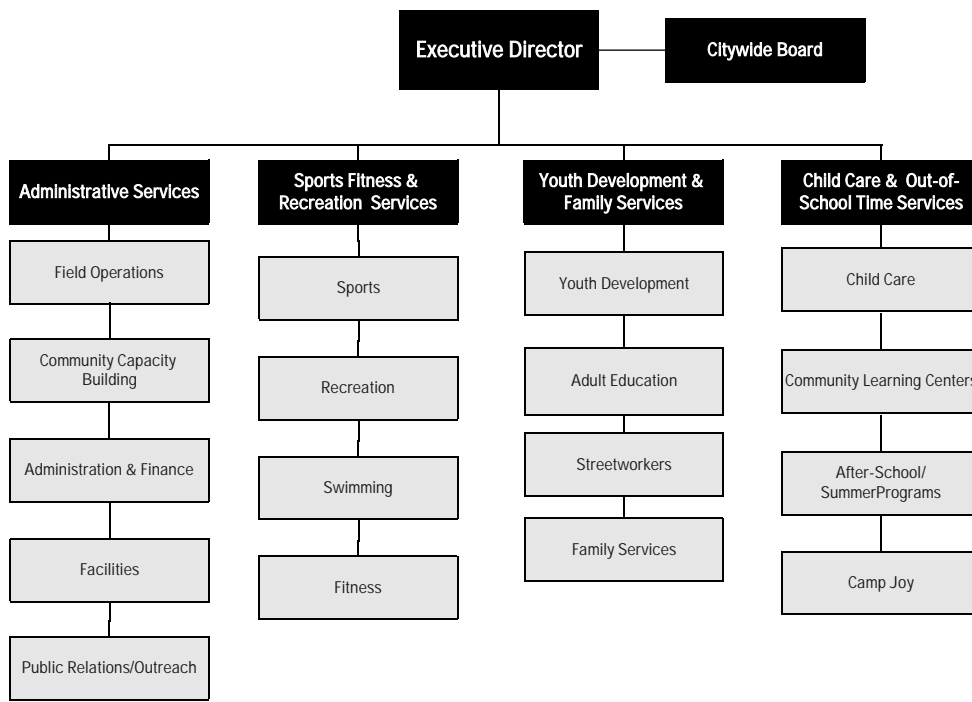 Executive Director
Citywide Board
Administrative Services
Field Operations
Community Capacity
Building
Administration & Finance
Facilities
Public Relations/Outreach
Sports Fitness &
Recreation Services
Sports
Recreation
Swimming
Fitness
Youth Development &
Family Services
Youth Development
Adult Education
Streetworkers
Family Services
Child Care & Out-of-
School Time Services
Child Care
Community Learning Centers
After-School/
SummerPrograms
Camp Joy